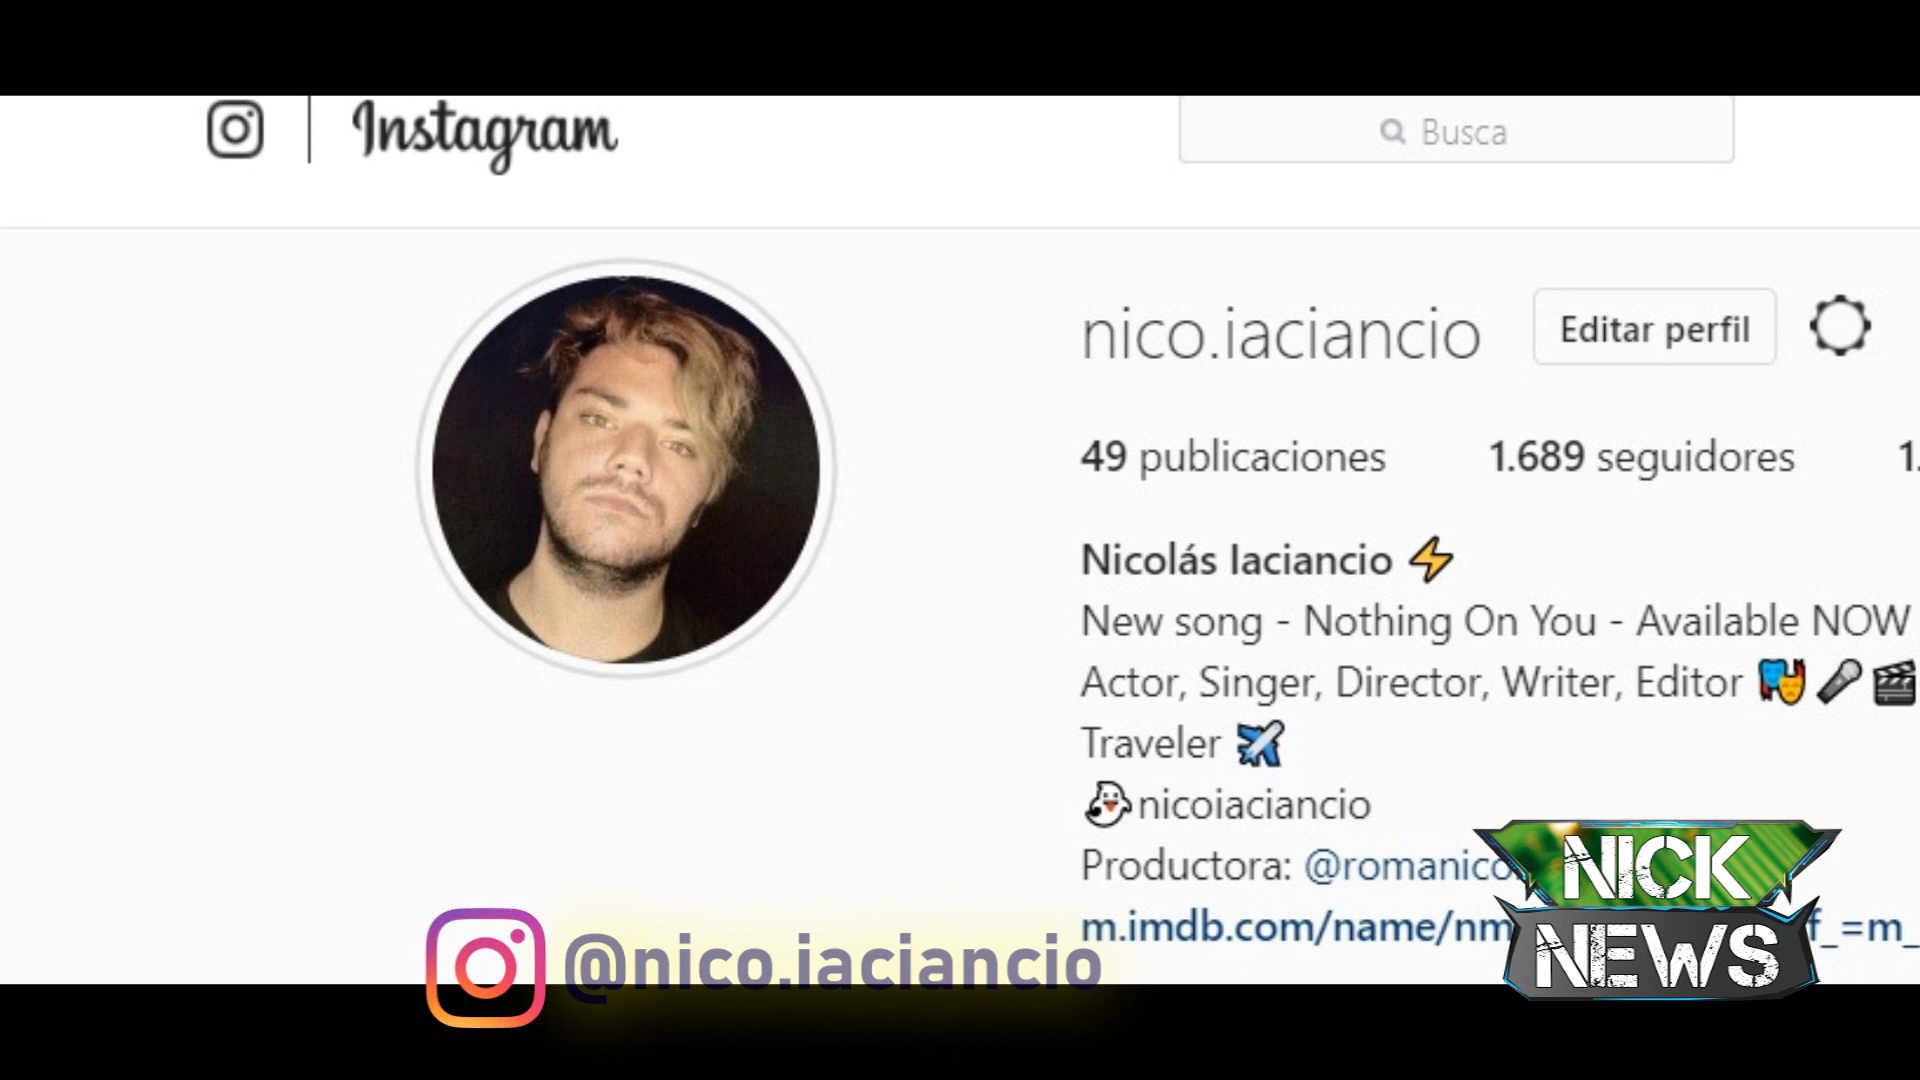 Instagram
Busca
nico.iaciancio
Editar perfil
49 publicaciones 1.689 seguidores 1.
Nicolás Iaciancio
New song - Nothing On You - Available NOW
Actor, Singer, Director, Writer, Editor
Traveler
nicoiaciancio
Productora: @romanico
m.imdb.com/name/nm f_=m_
@nico.iaciancio
NICK
NEWS